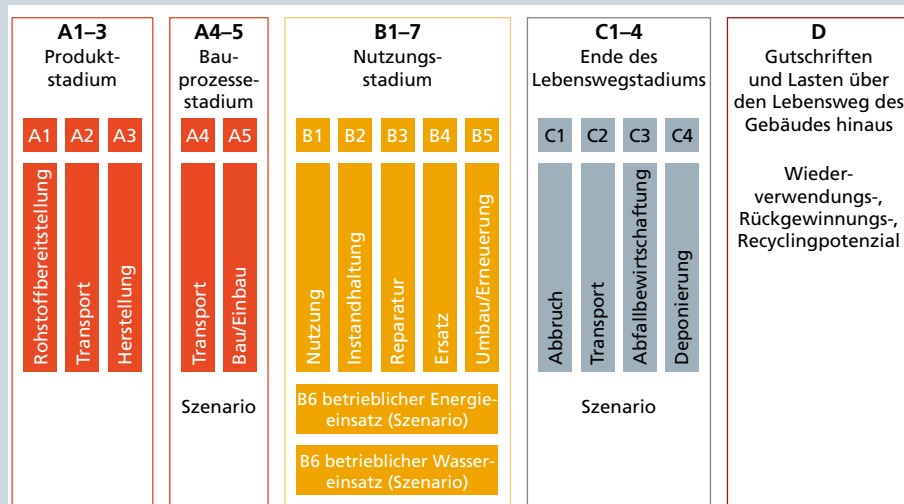 A1–3
Produkt-
stadium
A1
A2
A3
Rohstoffbereitstellung
Transport
Herstellung
A4–5
Bau-
prozesse-
stadium
A4
A5
Transport
Bau/Einbau
Szenario
B1–7
Nutzungs-
stadium
B1
B2
B3
B4
B5
Nutzung
Instandhaltung
Reparatur
Ersatz
Umbau/Erneuerung
B6 betrieblicher Energie-
einsatz (Szenario)
B6 betrieblicher Wasser-
einsatz (Szenario)
C1–4
Ende des
Lebenswegstadiums
C1
C2
C3
C4
Abbruch
Transport
Abfallbewirtschaftung
Deponierung
Szenario
D
Gutschriften
und Lasten über
den Lebensweg des
Gebäudes hinaus
Wieder-
verwendungs-,
Rückgewinnungs-,
Recyclingpotenzial